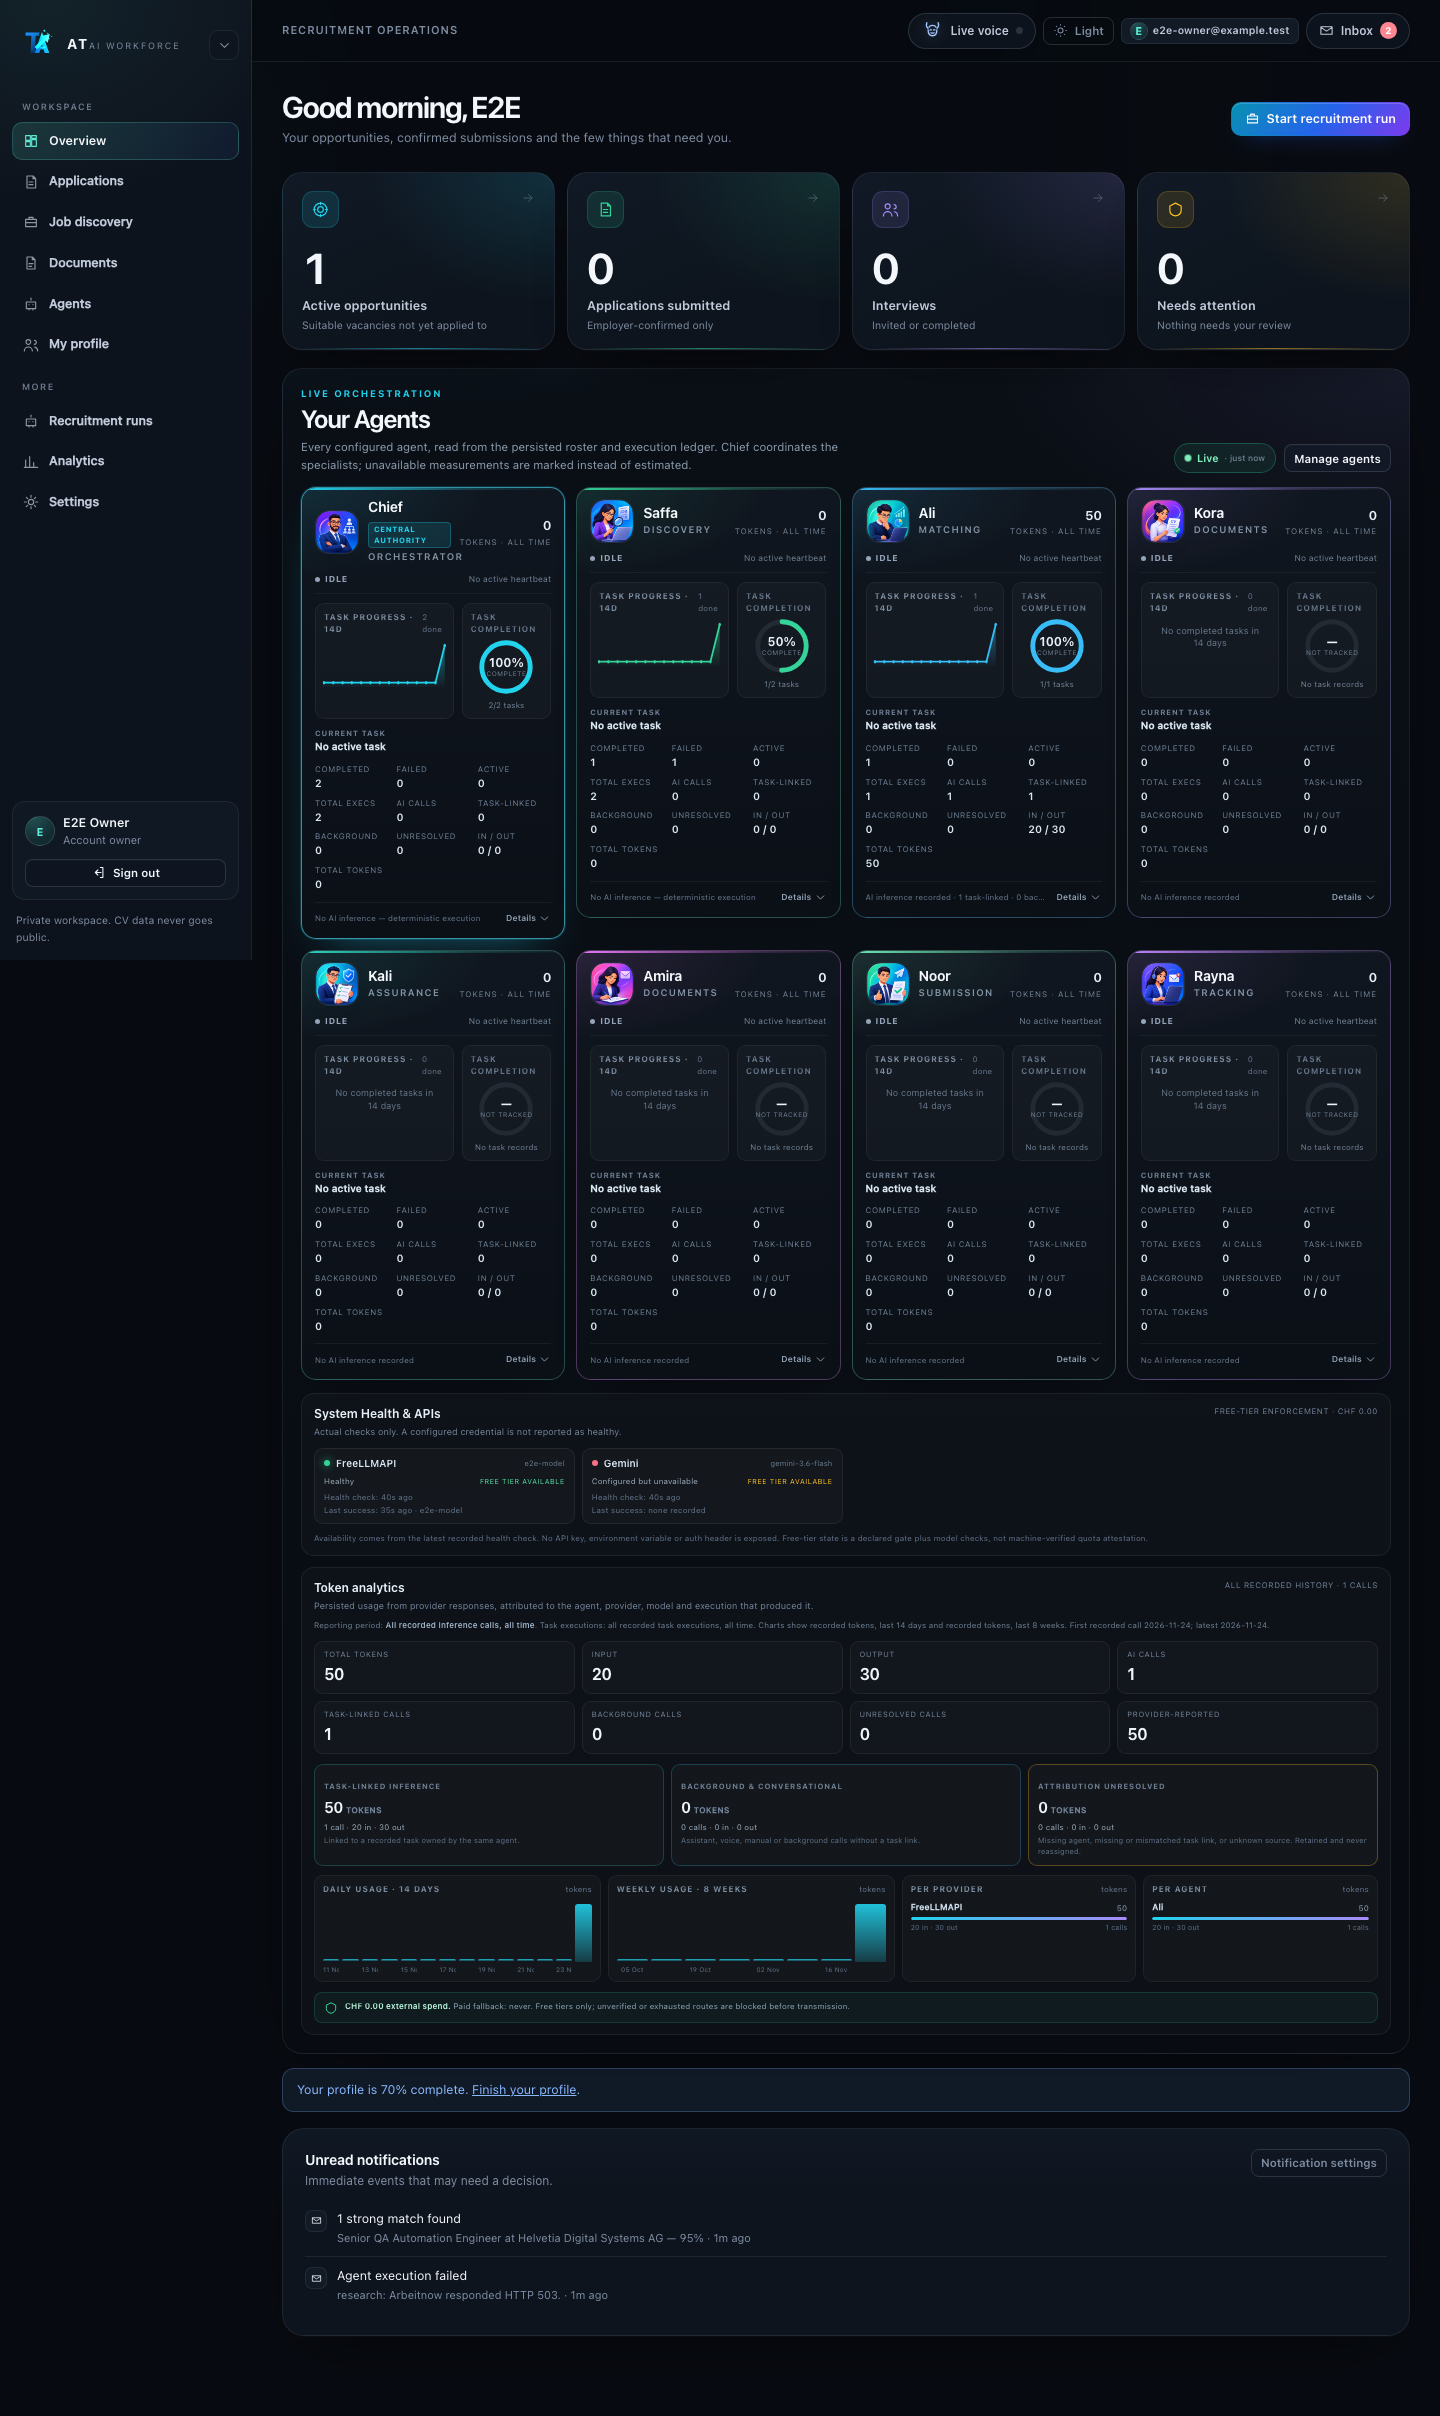 AT AI WORKFORCE
WORKSPACE
Overview
Applications
Job discovery
Documents
Agents
My profile
MORE
Recruitment runs
Analytics
Settings
E
E2E Owner
Account owner
Sign out
Private workspace. CV data never goes
public.
RECRUITMENT OPERATIONS
Live voice
Light
E e2e-owner@example.test
Inbox 2
Good morning, E2E
Your opportunities, confirmed submissions and the few things that need you.
Start recruitment run
1
Active opportunities
Suitable vacancies not yet applied to
0
Applications submitted
Employer-confirmed only
0
Interviews
Invited or completed
0
Needs attention
Nothing needs your review
LIVE ORCHESTRATION
Your Agents
Every configured agent, read from the persisted roster and execution ledger. Chief coordinates the
specialists; unavailable measurements are marked instead of estimated.
Live · just now
Manage agents
Chief
CENTRAL
AUTHORITY
ORCHESTRATOR
0
TOKENS · ALL TIME
IDLE
No active heartbeat
TASK PROGRESS ·
14D
2
done
TASK
COMPLETION
100%
COMPLETE
2/2 tasks
CURRENT TASK
No active task
COMPLETED FAILED ACTIVE
2 0 0
TOTAL EXECS AI CALLS TASK-LINKED
2 0 0
BACKGROUND UNRESOLVED IN / OUT
0 0 0 / 0
TOTAL TOKENS
0
No AI inference — deterministic execution
Details
Saffa
DISCOVERY
0
TOKENS · ALL TIME
IDLE
No active heartbeat
TASK PROGRESS ·
14D
1
done
TASK
COMPLETION
50%
COMPLETE
1/2 tasks
CURRENT TASK
No active task
COMPLETED FAILED ACTIVE
1 1 0
TOTAL EXECS AI CALLS TASK-LINKED
2 0 0
BACKGROUND UNRESOLVED IN / OUT
0 0 0 / 0
TOTAL TOKENS
0
No AI inference — deterministic execution
Details
Ali
MATCHING
50
TOKENS · ALL TIME
IDLE
No active heartbeat
TASK PROGRESS ·
14D
1
done
TASK
COMPLETION
100%
COMPLETE
1/1 tasks
CURRENT TASK
No active task
COMPLETED FAILED ACTIVE
1 0 0
TOTAL EXECS AI CALLS TASK-LINKED
1 1 1
BACKGROUND UNRESOLVED IN / OUT
0 0 20 / 30
TOTAL TOKENS
50
AI inference recorded · 1 task-linked · 0 bac...
Details
Kora
DOCUMENTS
0
TOKENS · ALL TIME
IDLE
No active heartbeat
TASK PROGRESS ·
14D
0
done
No completed tasks in
14 days
TASK
COMPLETION
—
NOT TRACKED
No task records
CURRENT TASK
No active task
COMPLETED FAILED ACTIVE
0 0 0
TOTAL EXECS AI CALLS TASK-LINKED
0 0 0
BACKGROUND UNRESOLVED IN / OUT
0 0 0 / 0
TOTAL TOKENS
0
No AI inference recorded
Details
Kali
ASSURANCE
0
TOKENS · ALL TIME
IDLE
No active heartbeat
TASK PROGRESS ·
14D
0
done
No completed tasks in
14 days
TASK
COMPLETION
—
NOT TRACKED
No task records
CURRENT TASK
No active task
COMPLETED FAILED ACTIVE
0 0 0
TOTAL EXECS AI CALLS TASK-LINKED
0 0 0
BACKGROUND UNRESOLVED IN / OUT
0 0 0 / 0
TOTAL TOKENS
0
No AI inference recorded
Details
Amira
DOCUMENTS
0
TOKENS · ALL TIME
IDLE
No active heartbeat
TASK PROGRESS ·
14D
0
done
No completed tasks in
14 days
TASK
COMPLETION
—
NOT TRACKED
No task records
CURRENT TASK
No active task
COMPLETED FAILED ACTIVE
0 0 0
TOTAL EXECS AI CALLS TASK-LINKED
0 0 0
BACKGROUND UNRESOLVED IN / OUT
0 0 0 / 0
TOTAL TOKENS
0
No AI inference recorded
Details
Noor
SUBMISSION
0
TOKENS · ALL TIME
IDLE
No active heartbeat
TASK PROGRESS ·
14D
0
done
No completed tasks in
14 days
TASK
COMPLETION
—
NOT TRACKED
No task records
CURRENT TASK
No active task
COMPLETED FAILED ACTIVE
0 0 0
TOTAL EXECS AI CALLS TASK-LINKED
0 0 0
BACKGROUND UNRESOLVED IN / OUT
0 0 0 / 0
TOTAL TOKENS
0
No AI inference recorded
Details
Rayna
TRACKING
0
TOKENS · ALL TIME
IDLE
No active heartbeat
TASK PROGRESS ·
14D
0
done
No completed tasks in
14 days
TASK
COMPLETION
—
NOT TRACKED
No task records
CURRENT TASK
No active task
COMPLETED FAILED ACTIVE
0 0 0
TOTAL EXECS AI CALLS TASK-LINKED
0 0 0
BACKGROUND UNRESOLVED IN / OUT
0 0 0 / 0
TOTAL TOKENS
0
No AI inference recorded
Details
System Health & APIs
FREE-TIER ENFORCEMENT · CHF 0.00
Actual checks only. A configured credential is not reported as healthy.
FreeLLMAPI e2e-model
Healthy FREE TIER AVAILABLE
Health check: 40s ago
Last success: 35s ago · e2e-model
Gemini gemini-3.6-flash
Configured but unavailable FREE TIER AVAILABLE
Health check: 40s ago
Last success: none recorded
Availability comes from the latest recorded health check. No API key, environment variable or auth header is exposed. Free-tier state is a declared gate plus model checks, not machine-verified quota attestation.
Token analytics
ALL RECORDED HISTORY · 1 CALLS
Persisted usage from provider responses, attributed to the agent, provider, model and execution that produced it.
Reporting period: All recorded inference calls, all time. Task executions: all recorded task executions, all time. Charts show recorded tokens, last 14 days and recorded tokens, last 8 weeks. First recorded call 2026-11-24; latest 2026-11-24.
TOTAL TOKENS
50
INPUT
20
OUTPUT
30
AI CALLS
1
TASK-LINKED CALLS
1
BACKGROUND CALLS
0
UNRESOLVED CALLS
0
PROVIDER-REPORTED
50
TASK-LINKED INFERENCE
50 TOKENS
1 call · 20 in · 30 out
Linked to a recorded task owned by the same agent.
BACKGROUND & CONVERSATIONAL
0 TOKENS
0 calls · 0 in · 0 out
Assistant, voice, manual or background calls without a task link.
ATTRIBUTION UNRESOLVED
0 TOKENS
0 calls · 0 in · 0 out
Missing agent, missing or mismatched task link, or unknown source. Retained and never
reassigned.
DAILY USAGE · 14 DAYS tokens
11 No 13 No 15 No 17 No 19 No 21 No 23 N
WEEKLY USAGE · 8 WEEKS tokens
05 Oct 19 Oct 02 Nov 16 Nov
PER PROVIDER tokens
FreeLLMAPI 50
20 in · 30 out 1 calls
PER AGENT tokens
Ali 50
20 in · 30 out 1 calls
CHF 0.00 external spend. Paid fallback: never. Free tiers only; unverified or exhausted routes are blocked before transmission.
Your profile is 70% complete. Finish your profile.
Unread notifications
Immediate events that may need a decision.
Notification settings
1 strong match found
Senior QA Automation Engineer at Helvetia Digital Systems AG — 95% · 1m ago
Agent execution failed
research: Arbeitnow responded HTTP 503. · 1m ago